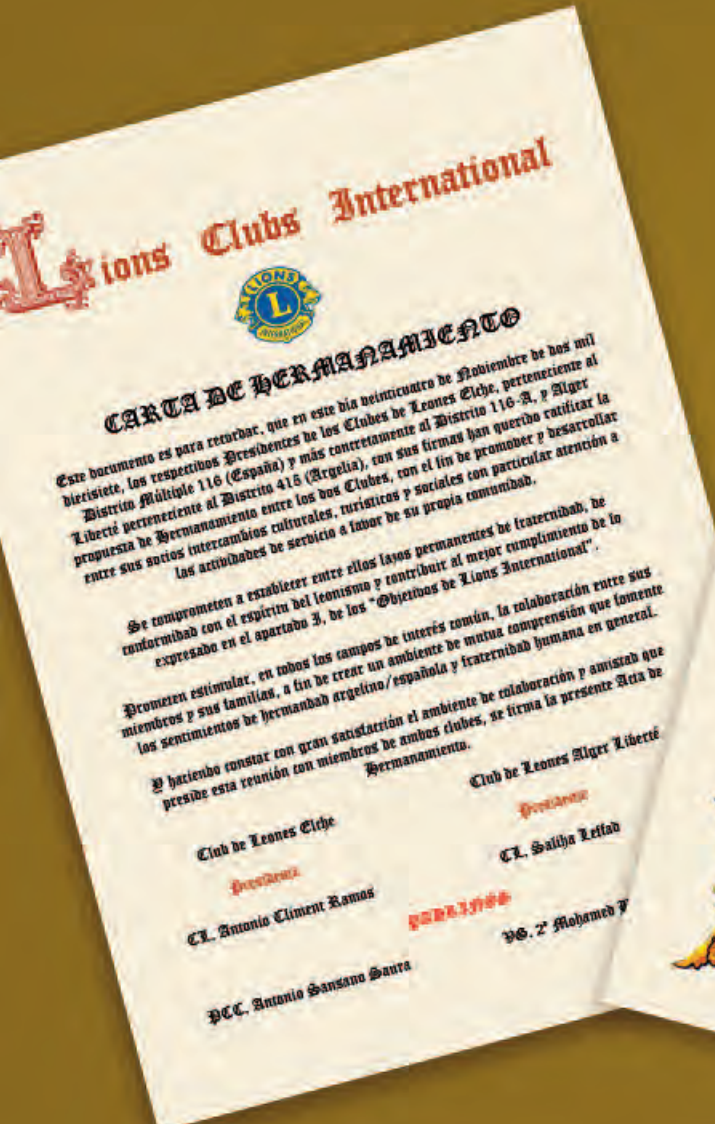 Lions Clubs International
LIONS
L
INTERNATIONAL
CARTA DE HERMANAMIENTO
Este documento es para recordar, que en este día veinticuatro de Noviembre de dos mil
diecisiete, los respectivos Presidentes de los Clubes de Leones Elche, perteneciente al
Distrito Múltiple 116 (España) y más concretamente al Distrito 116-A, y Alger
Liberté perteneciente al Distrito 415 (Argelia), con sus firmas han querido ratificar la
propuesta de Hermanamiento entre los dos Clubes, con el fin de promover y desarrollar
entre sus socios intercambios culturales, turísticos y sociales con particular atención a
las actividades de servicio a favor de su propia comunidad.
Se comprometen a establecer entre ellos lazos permanentes de fraternidad, de
conformidad con el espíritu del leonismo y contribuir al mejor cumplimiento de lo
expresado en el apartado I, de los "Objetivos de Lions International".
Prometen estimular, en todos los campos de interés común, la colaboración entre sus
miembros y sus familias, a fin de crear un ambiente de mutua comprensión que fomente
los sentimientos de hermandad argelino/española y fraternidad humana en general.
Y haciendo constar con gran satisfacción el ambiente de colaboración y amistad que
preside esta reunión con miembros de ambos clubes, se firma la presente Acta de
Hermanamiento.
Club de Leones Elche
Presidente
CL. Antonio Climent Ramos
PCC. Antonio Sansano Saura
Club de Leones Alger Liberté
Presidente
CL. Saliha Leffad
VG. 2º Mohamed